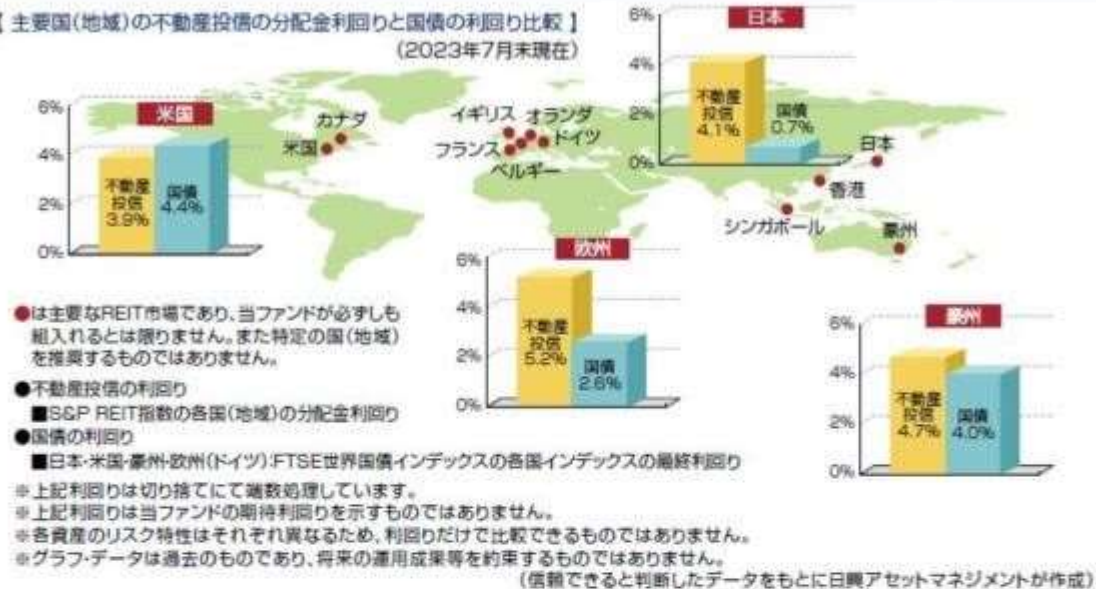 【 主要国(地域)の不動産投信の分配金利回りと国債の利回り比較 】
(2023年7月末現在)
日本
6%
4%
2%
0%
不動産
投信
4.1%
国債
0.7%
米国
6%
4%
2%
0%
不動産
投信
3.9%
国債
4.4%
カナダ
米国
イギリス
オランダ
フランス
ドイツ
ベルギー
日本
香港
シンガポール
豪州
欧州
6%
4%
2%
0%
不動産
投信
5.2%
国債
2.6%
豪州
6%
4%
2%
0%
不動産
投信
4.7%
国債
4.0%
●は主要なREIT市場であり、当ファンドが必ずしも
組入れるとは限りません。また特定の国(地域)
を推奨するものではありません。
●不動産投信の利回り
■S&P REIT指数の各国(地域)の分配金利回り
●国債の利回り
■日本・米国・豪州・欧州(ドイツ):FTSE世界国債インデックスの各国インデックスの最終利回り
※上記利回りは切り捨てにて端数処理しています。
※上記利回りは当ファンドの期待利回りを示すものではありません。
※各資産のリスク特性はそれぞれ異なるため、利回りだけで比較できるものではありません。
※グラフ・データは過去のものであり、将来の運用成果等を約束するものではありません。
(信頼できると判断したデータをもとに日興アセットマネジメントが作成)